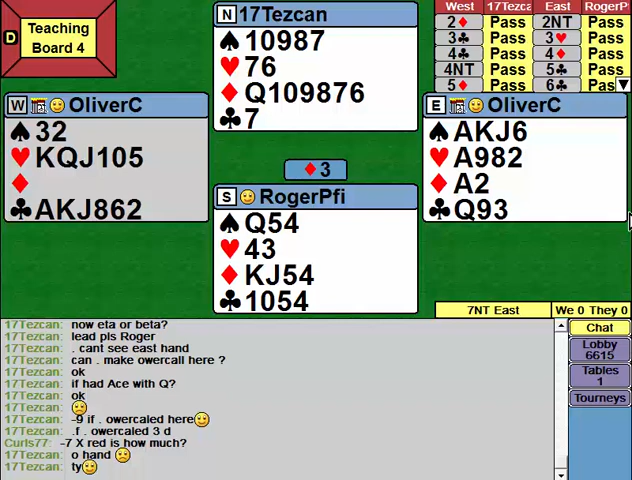 D
Teaching
Board 4
N 17Tezcan
♠ 10987
♥ 76
♦ Q109876
♣ 7
West 17Tezca East RogerP
2♦ Pass 2NT Pass
3♣ Pass 3♥ Pass
4♣ Pass 4♦ Pass
4NT Pass 5♣ Pass
5♦ Pass 6♣ Pas
W OliverC
♠ 32
♥ KQJ105
♦
♣ AKJ862
♦ 3
E OliverC
♠ AKJ6
♥ A982
♦ A2
♣ Q93
S RogerPfi
♠ Q54
♥ 43
♦ KJ54
♣ 1054
7NT East We 0 They 0
17Tezcan: now eta or beta?
17Tezcan: lead pls Roger
17Tezcan: . cant see east hand
17Tezcan: can . make owercall here ?
17Tezcan: ok
17Tezcan: if had Ace with Q?
17Tezcan: ok
17Tezcan:
17Tezcan: -9 if . owercaled here
17Tezcan: .f . owercaled 3 d
Curls77: -7 X red is how much?
17Tezcan: o hand
17Tezcan: ty
Chat
Lobby
6615
Tables
1
Tourneys